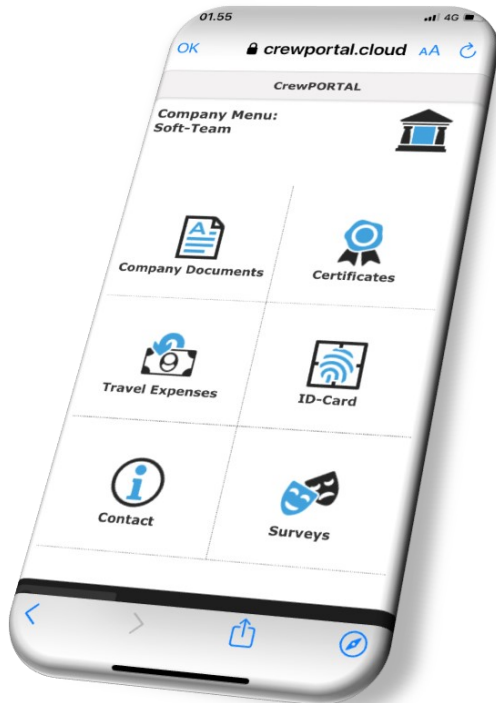 01.55
4G
OK
crewportal.cloud AA
CrewPORTAL
Company Menu:
Soft-Team
A
Company Documents
Certificates
Travel Expenses
ID-Card
Contact
Surveys